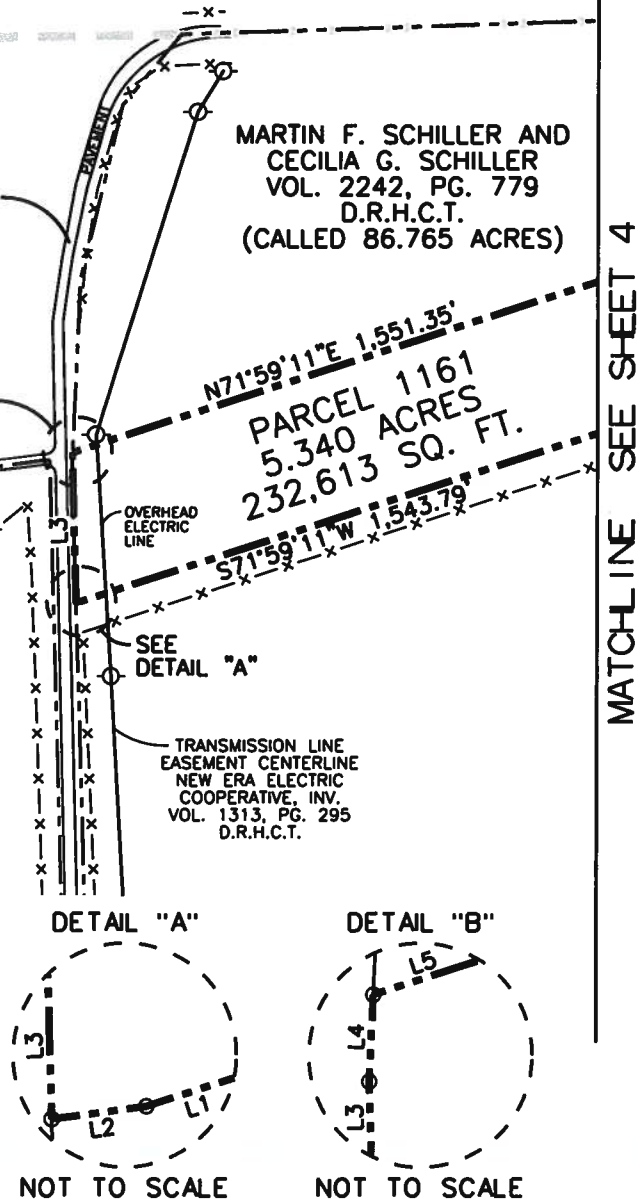 PAVEMENT
MARTIN F. SCHILLER AND
CECILIA G. SCHILLER
VOL. 2242, PG. 779
D.R.H.C.T.
(CALLED 86.765 ACRES)
MATCHLINE SEE SHEET 4
N71°59'11"E 1,551.35'
PARCEL 1161
5.340 ACRES
232,613 SQ. FT.
S71°59'11"W 1,543.79'
OVERHEAD
ELECTRIC
LINE
L3
SEE
DETAIL "A"
TRANSMISSION LINE
EASEMENT CENTERLINE
NEW ERA ELECTRIC
COOPERATIVE, INV.
VOL. 1313, PG. 295
D.R.H.C.T.
DETAIL "A"
L3
L2
L1
NOT TO SCALE
DETAIL "B"
L5
L4
L3
NOT TO SCALE